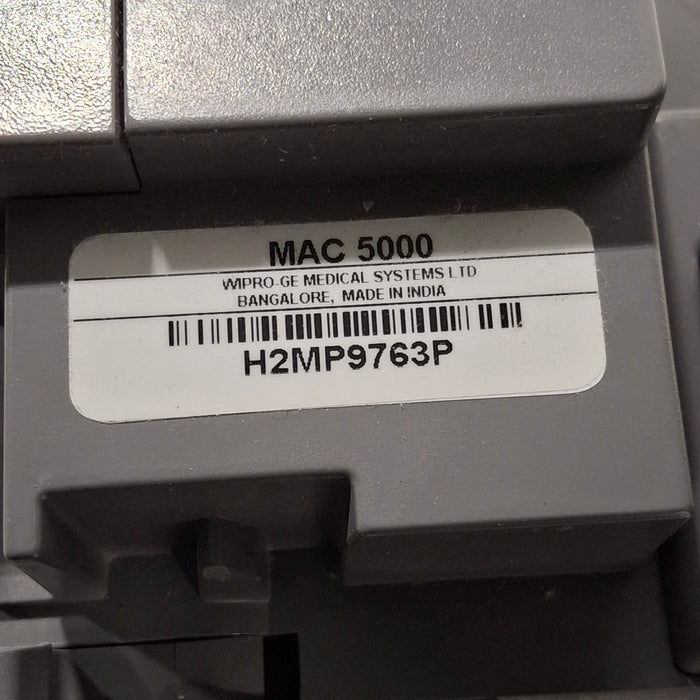 MAC 5000
WIPRO-GE MEDICAL SYSTEMS LTD
BANGALORE, MADE IN INDIA
H2MP9763P